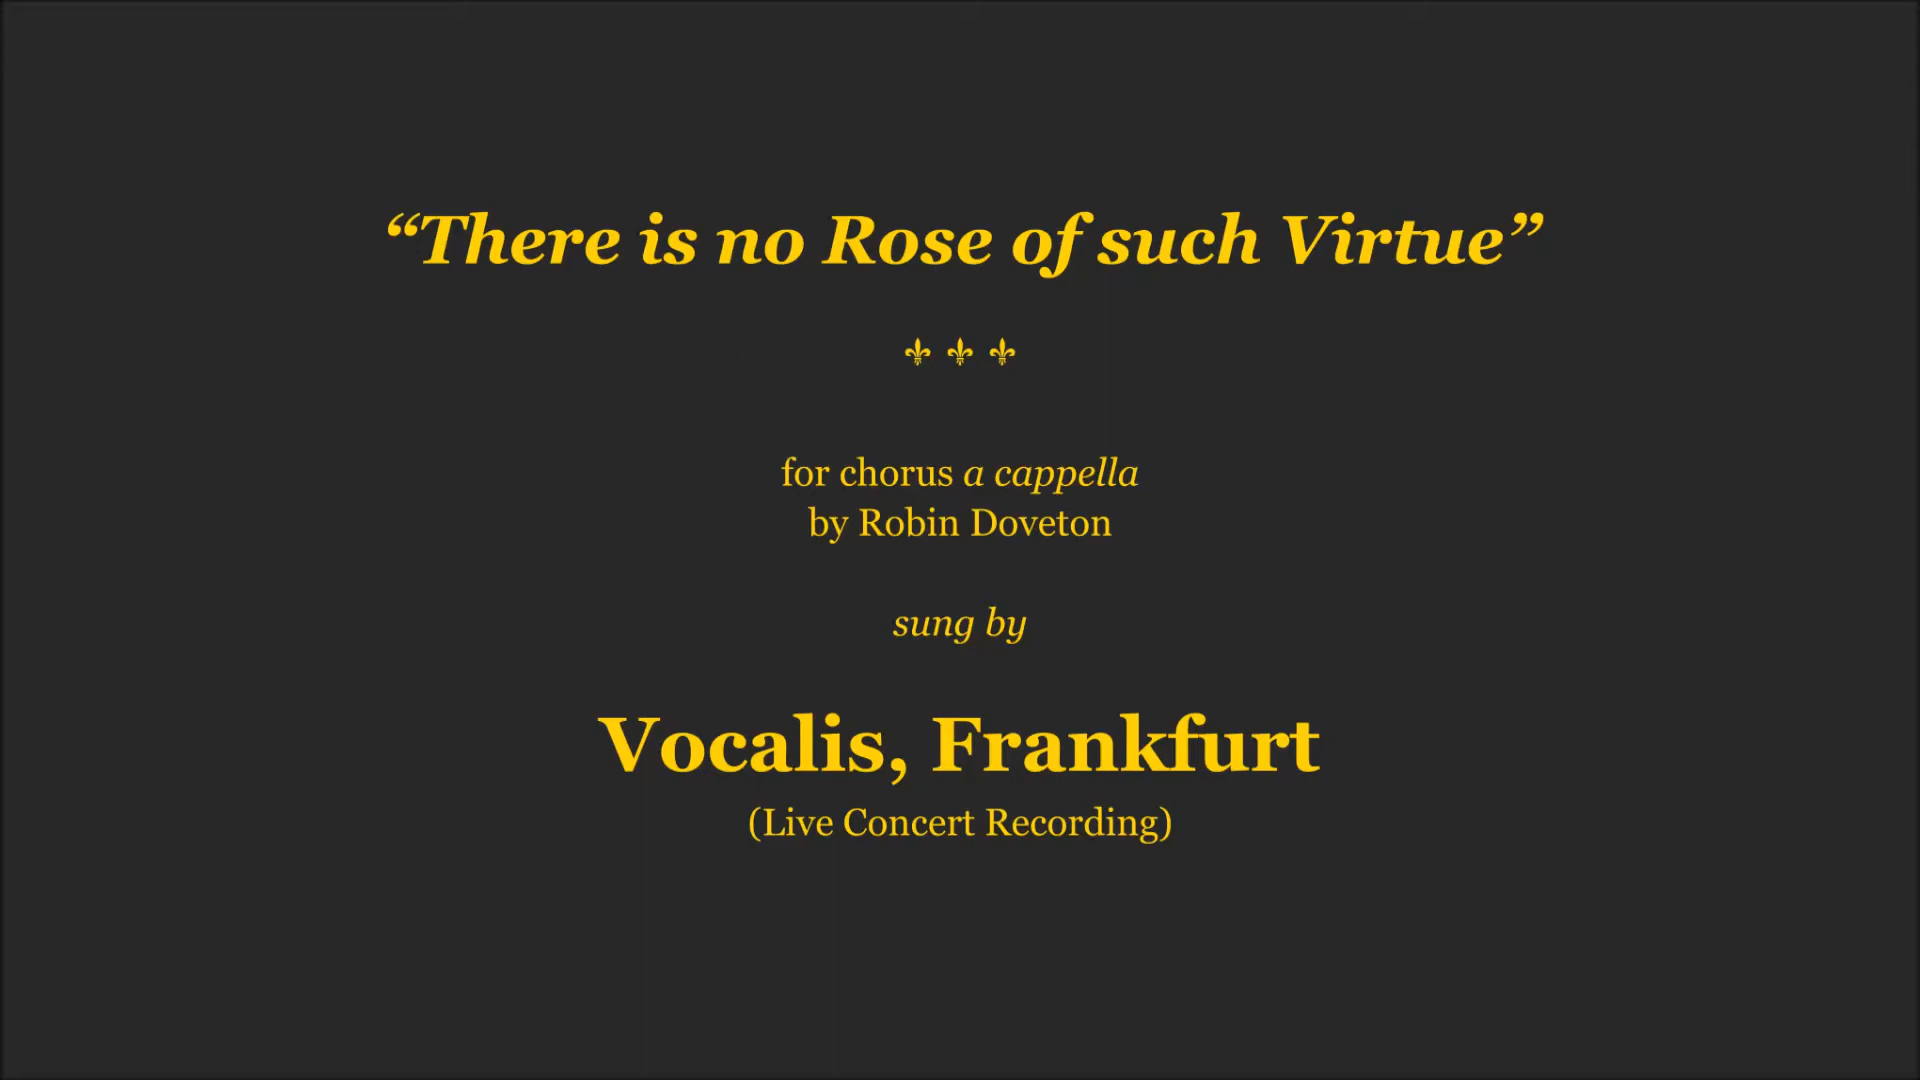 “There is no Rose of such Virtue”
⚜ ⚜ ⚜
for chorus a cappella
by Robin Doveton
sung by
Vocalis, Frankfurt
(Live Concert Recording)